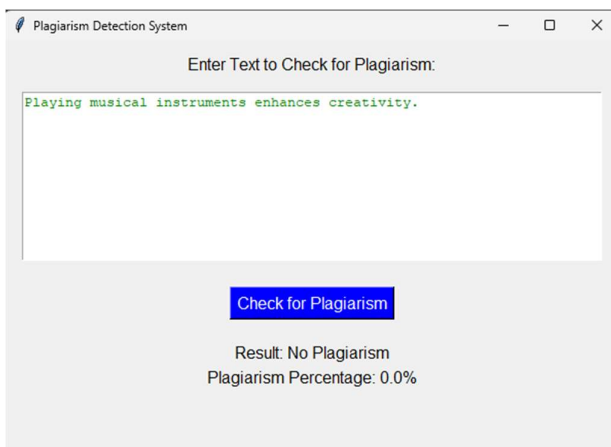 Plagiarism Detection System
Enter Text to Check for Plagiarism:
Playing musical instruments enhances creativity.
Check for Plagiarism
Result: No Plagiarism
Plagiarism Percentage: 0.0%